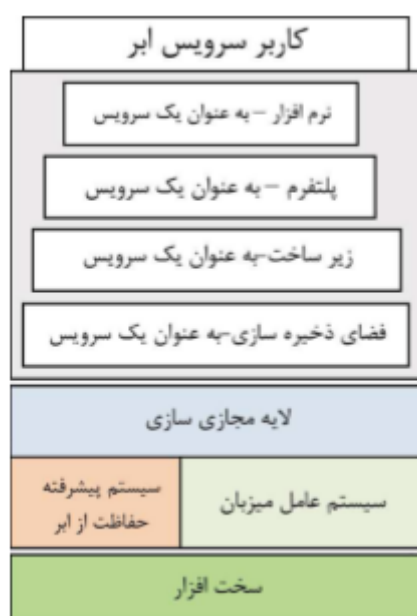 کاربر سرویس ابر
نرم افزار – به عنوان یک سرویس
پلتفرم – به عنوان یک سرویس
زیر ساخت-به عنوان یک سرویس
فضای ذخیره سازی-به عنوان یک سرویس
لایه مجازی سازی
سیستم عامل میزبان
سیستم پیشرفته
حفاظت از ابر
سخت افزار